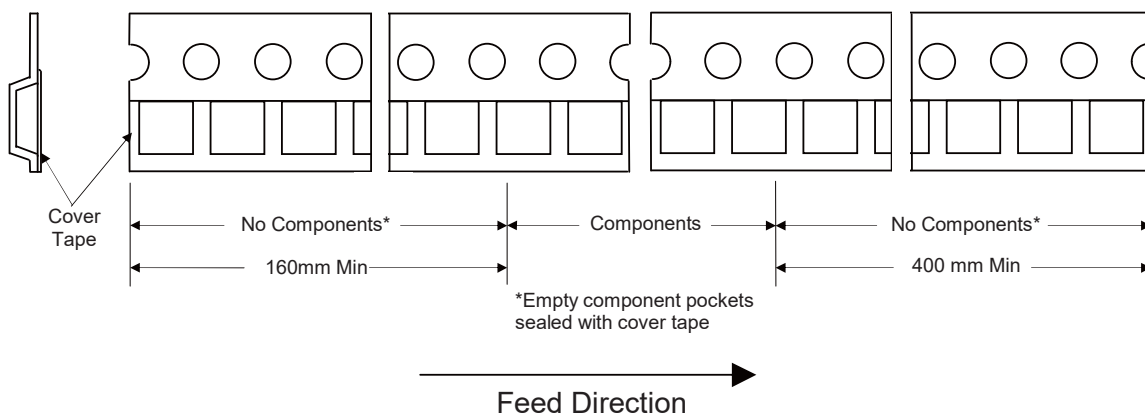 Cover
Tape
No Components*
Components
No Components*
160mm Min
400 mm Min
*Empty component pockets
sealed with cover tape
Feed Direction